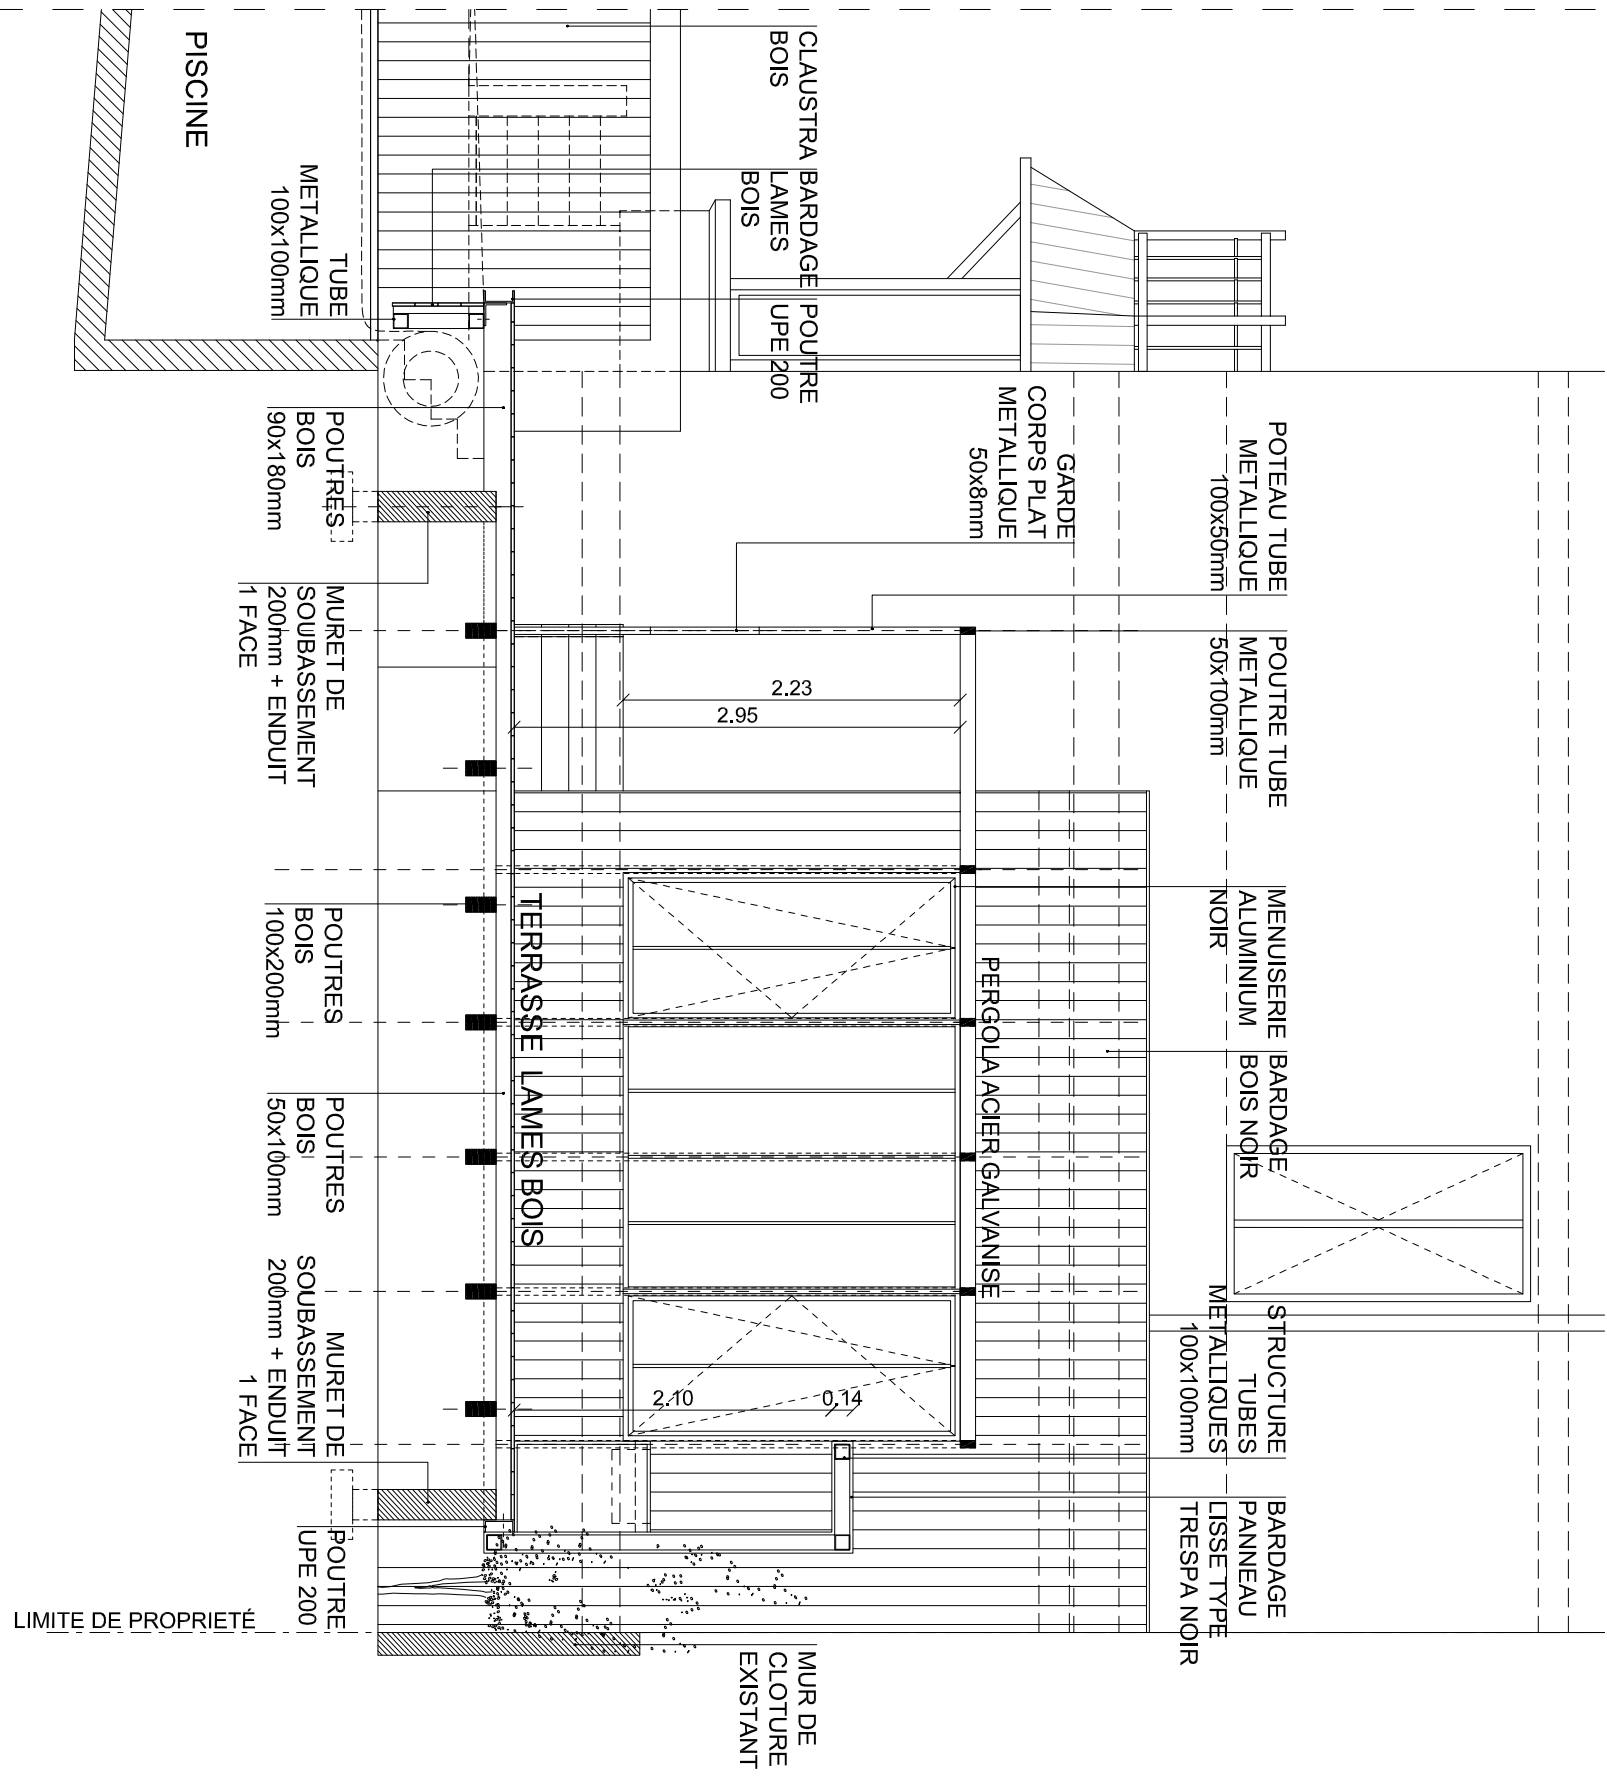 CLAUSTRA
BOIS
BARDAGE
LAMES
BOIS
POUTRE
UPE 200
GARDE
CORPS PLAT
METALLIQUE
50x8mm
POTEAU TUBE
METALLIQUE
100x50mm
POUTRE TUBE
METALLIQUE
50x100mm
MENUISERIE
ALUMINIUM
NOIR
BARDAGE
BOIS NOIR
STRUCTURE
TUBES
METALLIQUES
100x100mm
BARDAGE
PANNEAU
LISSE TYPE
TRESPA NOIR
PERGOLA ACIER GALVANISE
2.23
2.95
2.10
0.14
TERRASSE LAMES BOIS
PISCINE
TUBE
METALLIQUE
100x100mm
POUTRES
BOIS
90x180mm
MURET DE
SOUBASSEMENT
200mm + ENDUIT
1 FACE
POUTRES
BOIS
100x200mm
POUTRES
BOIS
50x100mm
MURET DE
SOUBASSEMENT
200mm + ENDUIT
1 FACE
POUTRE
UPE 200
MUR DE
CLOTURE
EXISTANT
LIMITE DE PROPRIETÉ